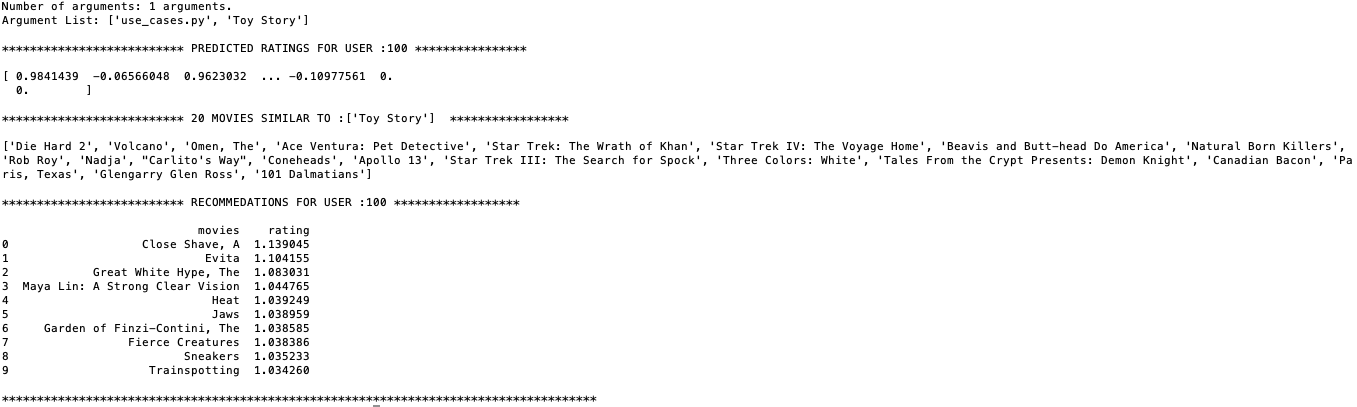 Number of arguments: 1 arguments.
Argument List: ['use_cases.py', 'Toy Story']
************************** PREDICTED RATINGS FOR USER :100 ****************
[ 0.9841439  -0.06566048  0.9623032  ... -0.10977561  0.
  0.        ]
************************** 20 MOVIES SIMILAR TO :['Toy Story']  *****************
['Die Hard 2', 'Volcano', 'Omen, The', 'Ace Ventura: Pet Detective', 'Star Trek: The Wrath of Khan', 'Star Trek IV: The Voyage Home', 'Beavis and Butt-head Do America', 'Natural Born Killers',
'Rob Roy', 'Nadja', "Carlito's Way", 'Coneheads', 'Apollo 13', 'Star Trek III: The Search for Spock', 'Three Colors: White', 'Tales From the Crypt Presents: Demon Knight', 'Canadian Bacon', 'Pa
ris, Texas', 'Glengarry Glen Ross', '101 Dalmatians']
************************** RECOMMEDATIONS FOR USER :100 ******************
                            movies    rating
0                   Close Shave, A  1.139045
1                            Evita  1.104155
2            Great White Hype, The  1.083031
3  Maya Lin: A Strong Clear Vision  1.044765
4                             Heat  1.039249
5                             Jaws  1.038959
6     Garden of Finzi-Contini, The  1.038585
7                 Fierce Creatures  1.038386
8                         Sneakers  1.035233
9                    Trainspotting  1.034260
*************************************************************************************